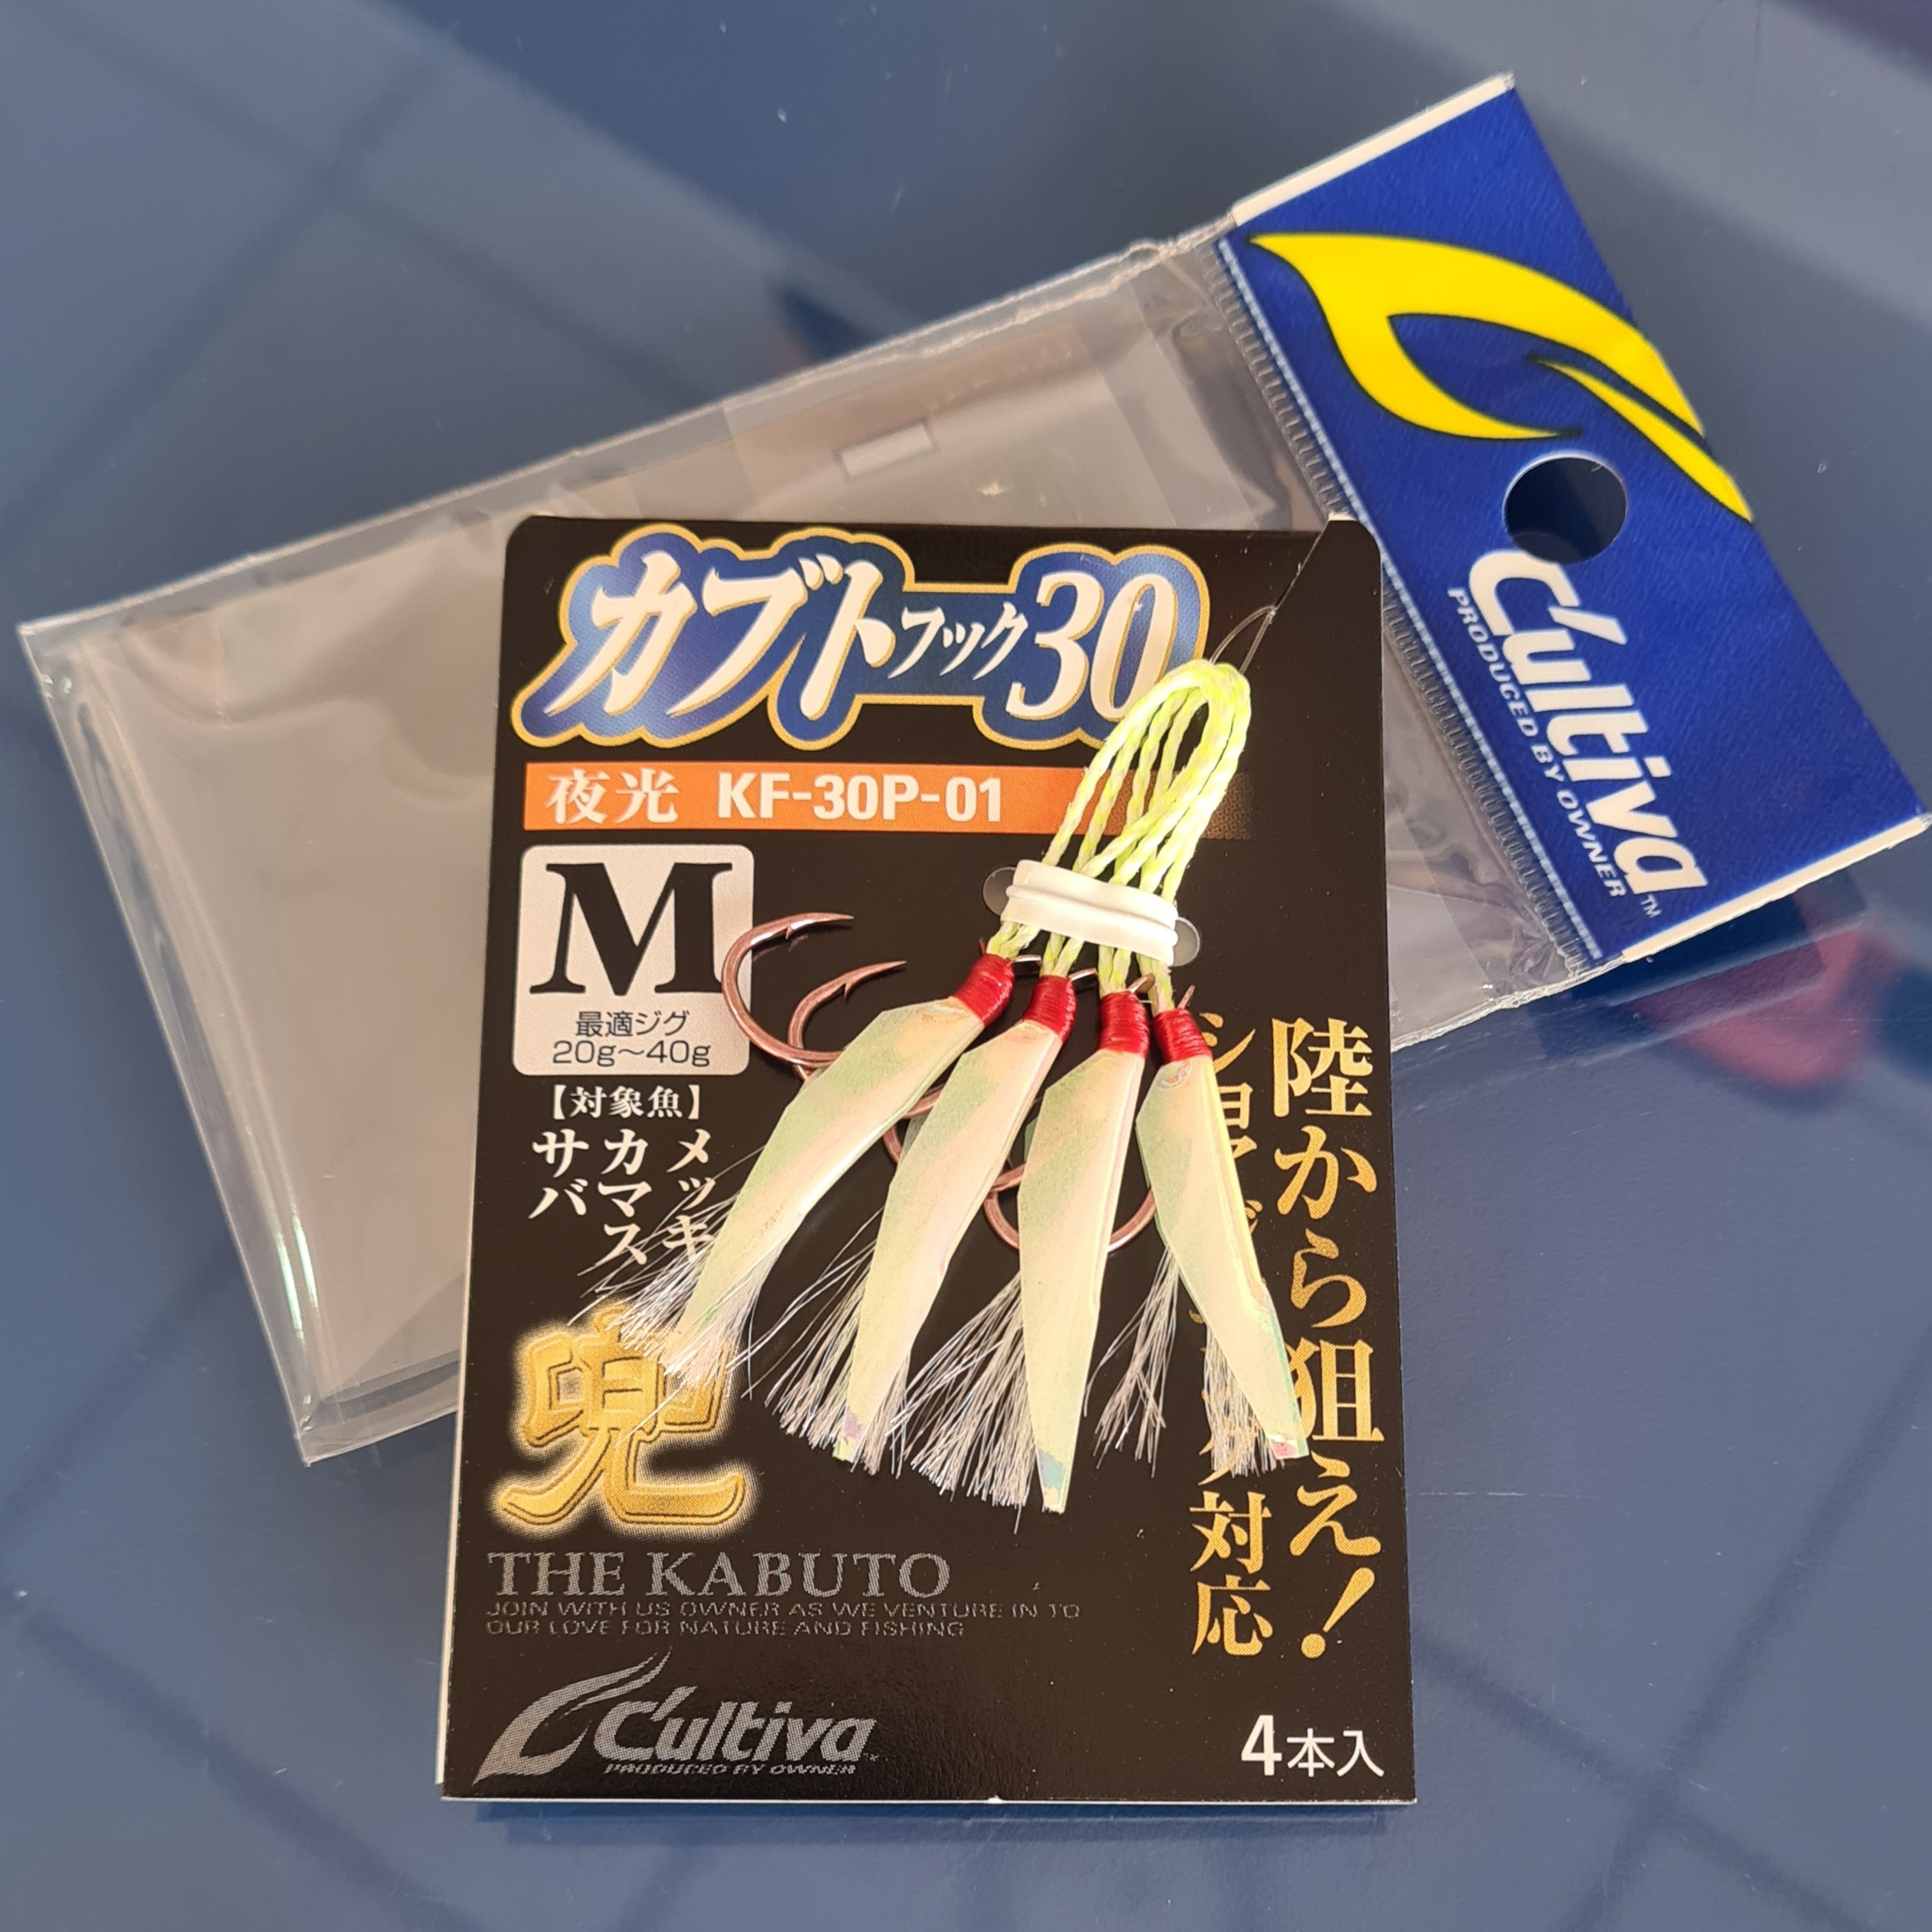 C'ultiva™
PRODUCED BY OWNER
カブトフック30
夜光 KF-30P-01
M
最適ジグ
20g～40g
【対象魚】
メッキ
カマス
サバ
陸から狙え！
対応
兜
THE KABUTO
JOIN WITH US OWNER AS WE VENTURE IN TO
OUR LOVE FOR NATURE AND FISHING
C'ultiva™
PRODUCED BY OWNER
4本入